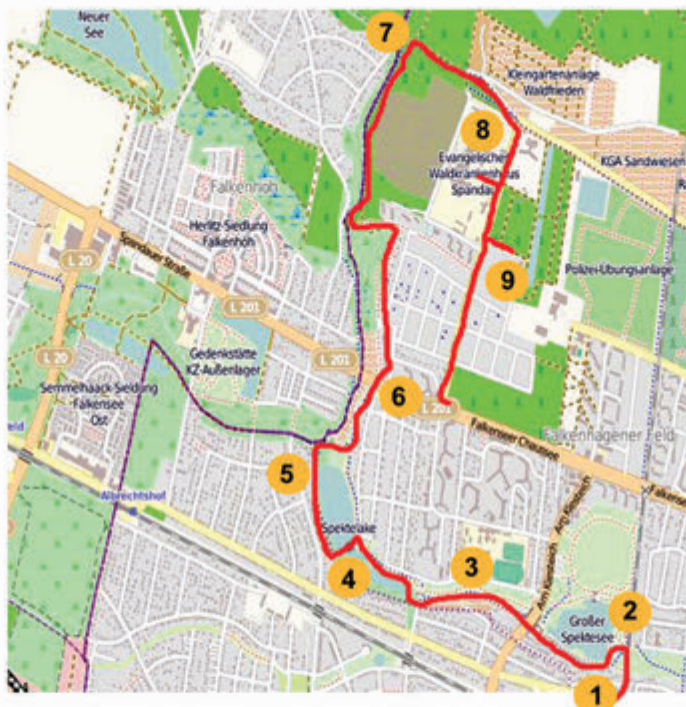 Neuer
See
7
Kleingartenanlage
Waldfrieden
8
Evangelisches
Waldkrankenhaus
Spandau
KGA Sandwiesen
Falkenhöh
Herlitz-Siedlung
Falkenhöh
L 20
Spandauer Straße
L 201
9
Polizei-Übungsanlage
L 20
Gedenkstätte
KZ-Außenlager
L 201
Semmelhaack-Siedlung
Falkensee
Ost
6
L 201
Falkenseer Chaussee
Falkenhagener Feld
5
Albrechtshof
Spektelake
3
4
2
Großer
Spektesee
1